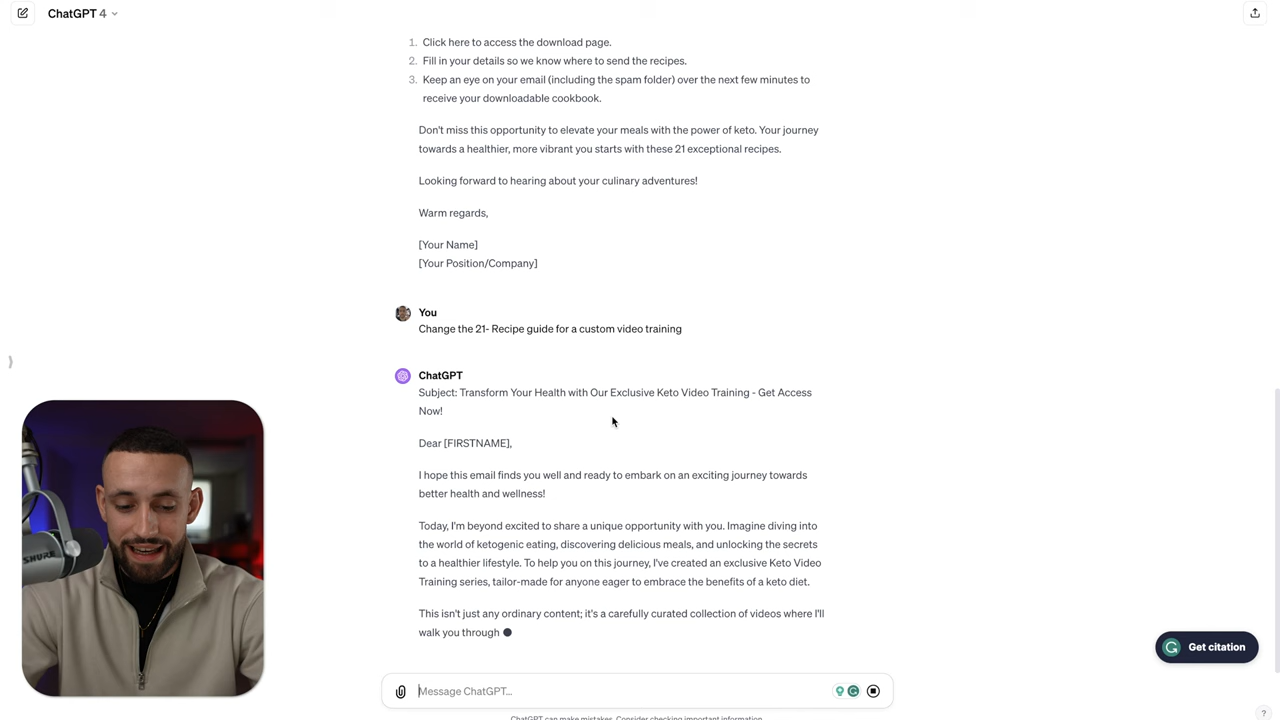 ChatGPT 4
1. Click here to access the download page.
2. Fill in your details so we know where to send the recipes.
3. Keep an eye on your email (including the spam folder) over the next few minutes to
receive your downloadable cookbook.
Don't miss this opportunity to elevate your meals with the power of keto. Your journey
towards a healthier, more vibrant you starts with these 21 exceptional recipes.
Looking forward to hearing about your culinary adventures!
Warm regards,
[Your Name]
[Your Position/Company]
You
Change the 21- Recipe guide for a custom video training
ChatGPT
Subject: Transform Your Health with Our Exclusive Keto Video Training - Get Access
Now!
Dear [FIRSTNAME],
I hope this email finds you well and ready to embark on an exciting journey towards
better health and wellness!
Today, I'm beyond excited to share a unique opportunity with you. Imagine diving into
the world of ketogenic eating, discovering delicious meals, and unlocking the secrets
to a healthier lifestyle. To help you on this journey, I've created an exclusive Keto Video
Training series, tailor-made for anyone eager to embrace the benefits of a keto diet.
This isn't just any ordinary content; it's a carefully curated collection of videos where I'll
walk you through
SHURE
Get citation
Message ChatGPT...
ChatGPT can make mistakes. Consider checking important information.
?